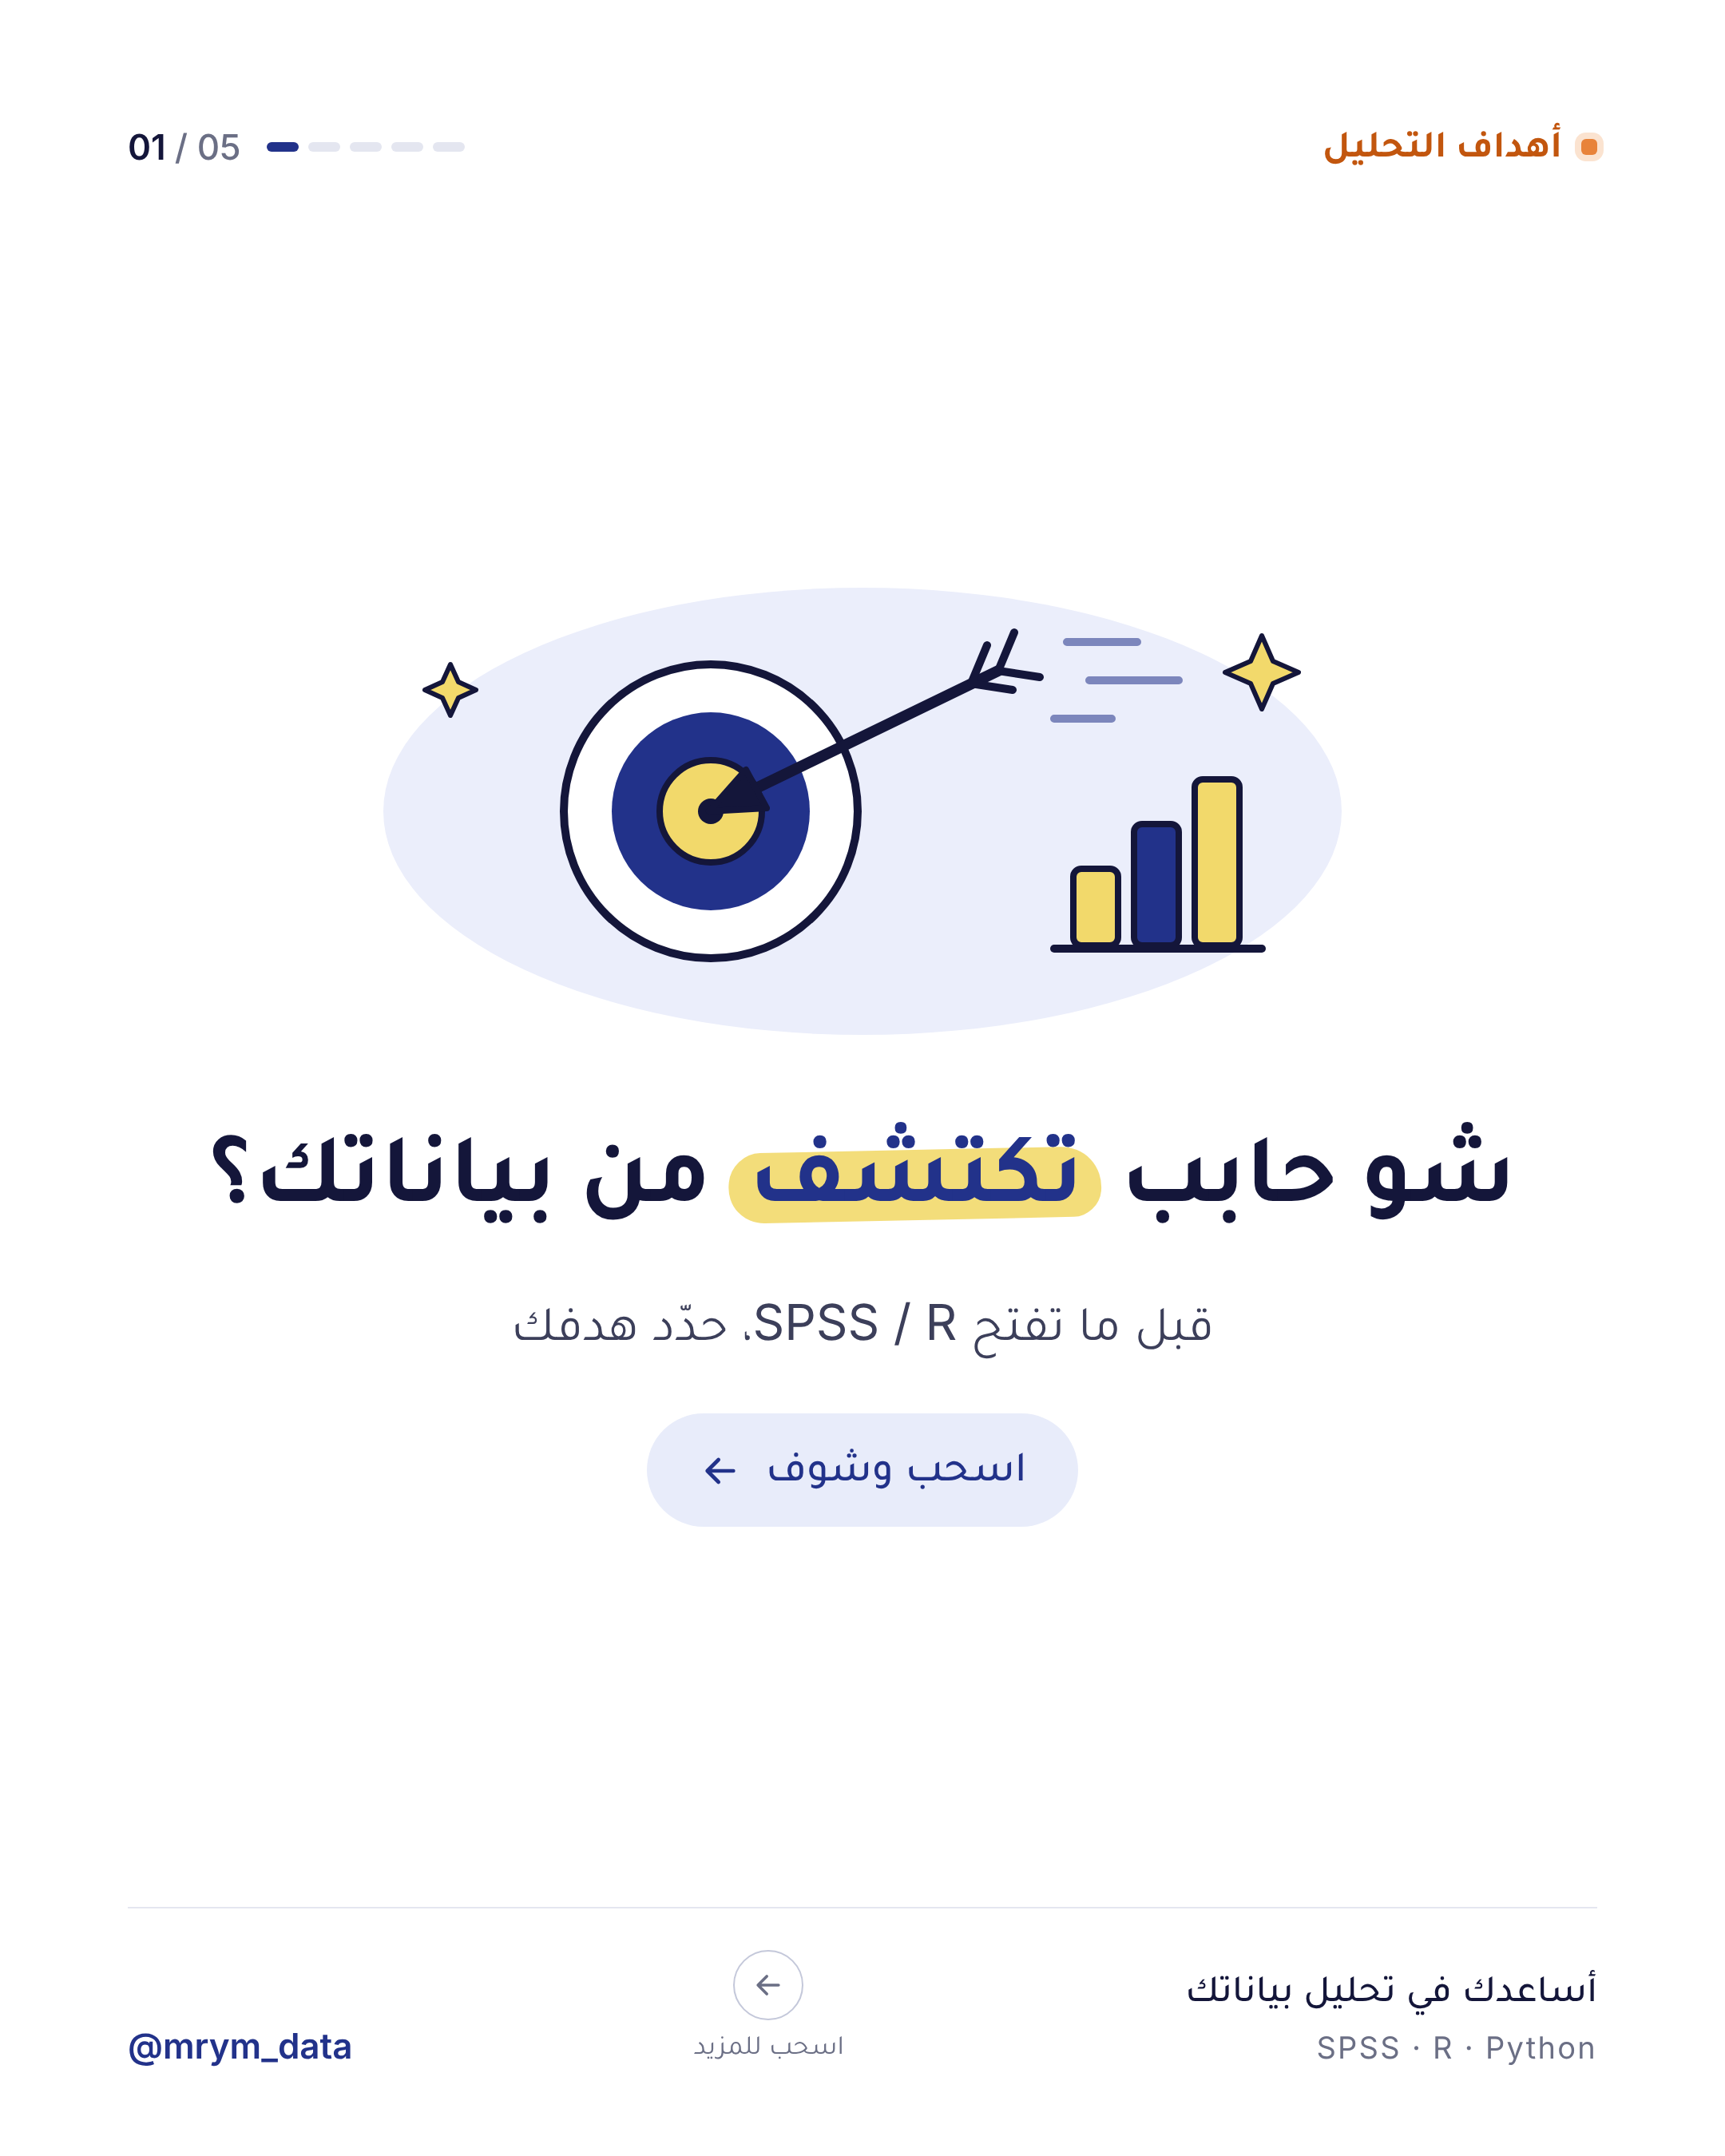 أهداف التحليل
01 / 05
شو حابب تكتشف من بياناتك؟
قبل ما تفتح SPSS / R، حدّد هدفك
اسحب وشوف ←
أساعدك في تحليل بياناتك
SPSS · R · Python
←
اسحب للمزيد
@mrym_data